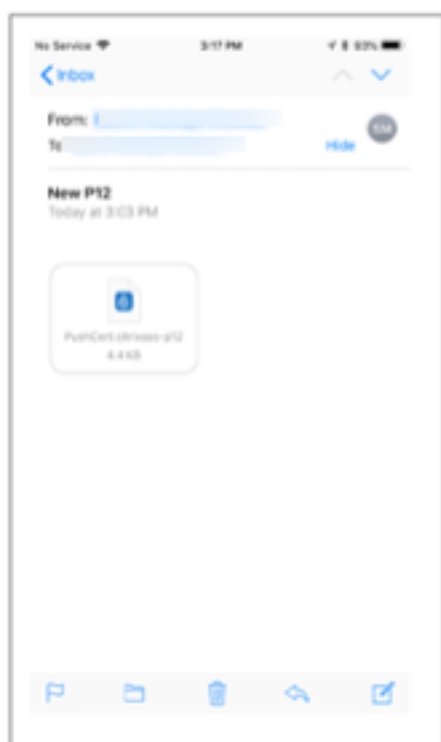 No Service 3:17 PM 93%
Inbox
From:
To
Hide
New P12
Today at 3:03 PM
PushCert.citrixsso-p12
4.4 KB